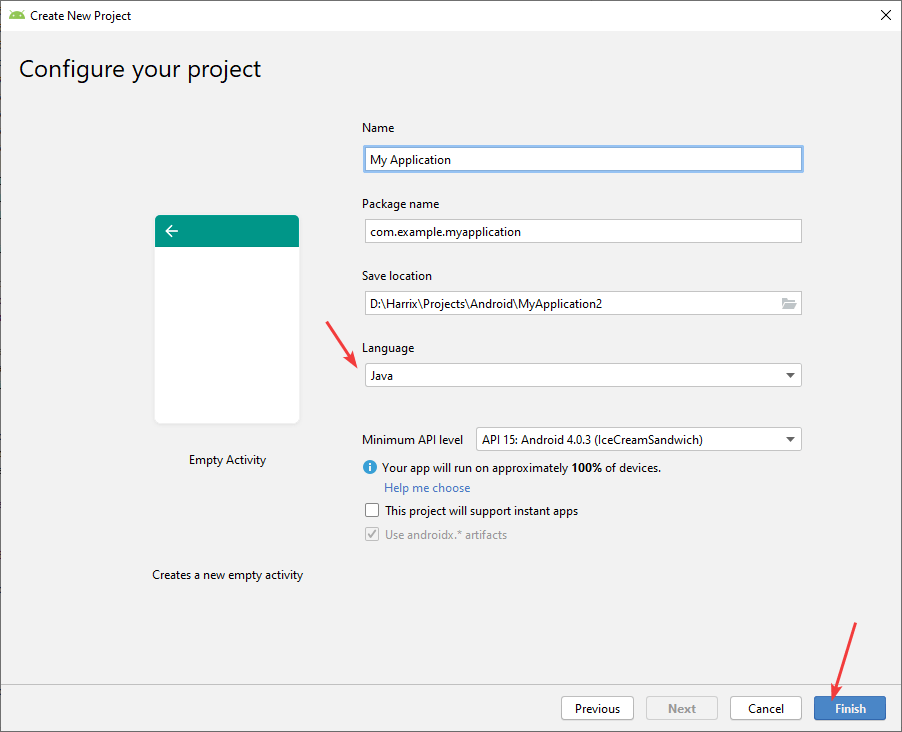 Create New Project
Configure your project
Name
My Application
Package name
com.example.myapplication
Save location
D:\Harrix\Projects\Android\MyApplication2
Language
Java
Minimum API level API 15: Android 4.0.3 (IceCreamSandwich)
i Your app will run on approximately 100% of devices.
Help me choose
This project will support instant apps
Use androidx.* artifacts
Empty Activity
Creates a new empty activity
Previous Next Cancel Finish